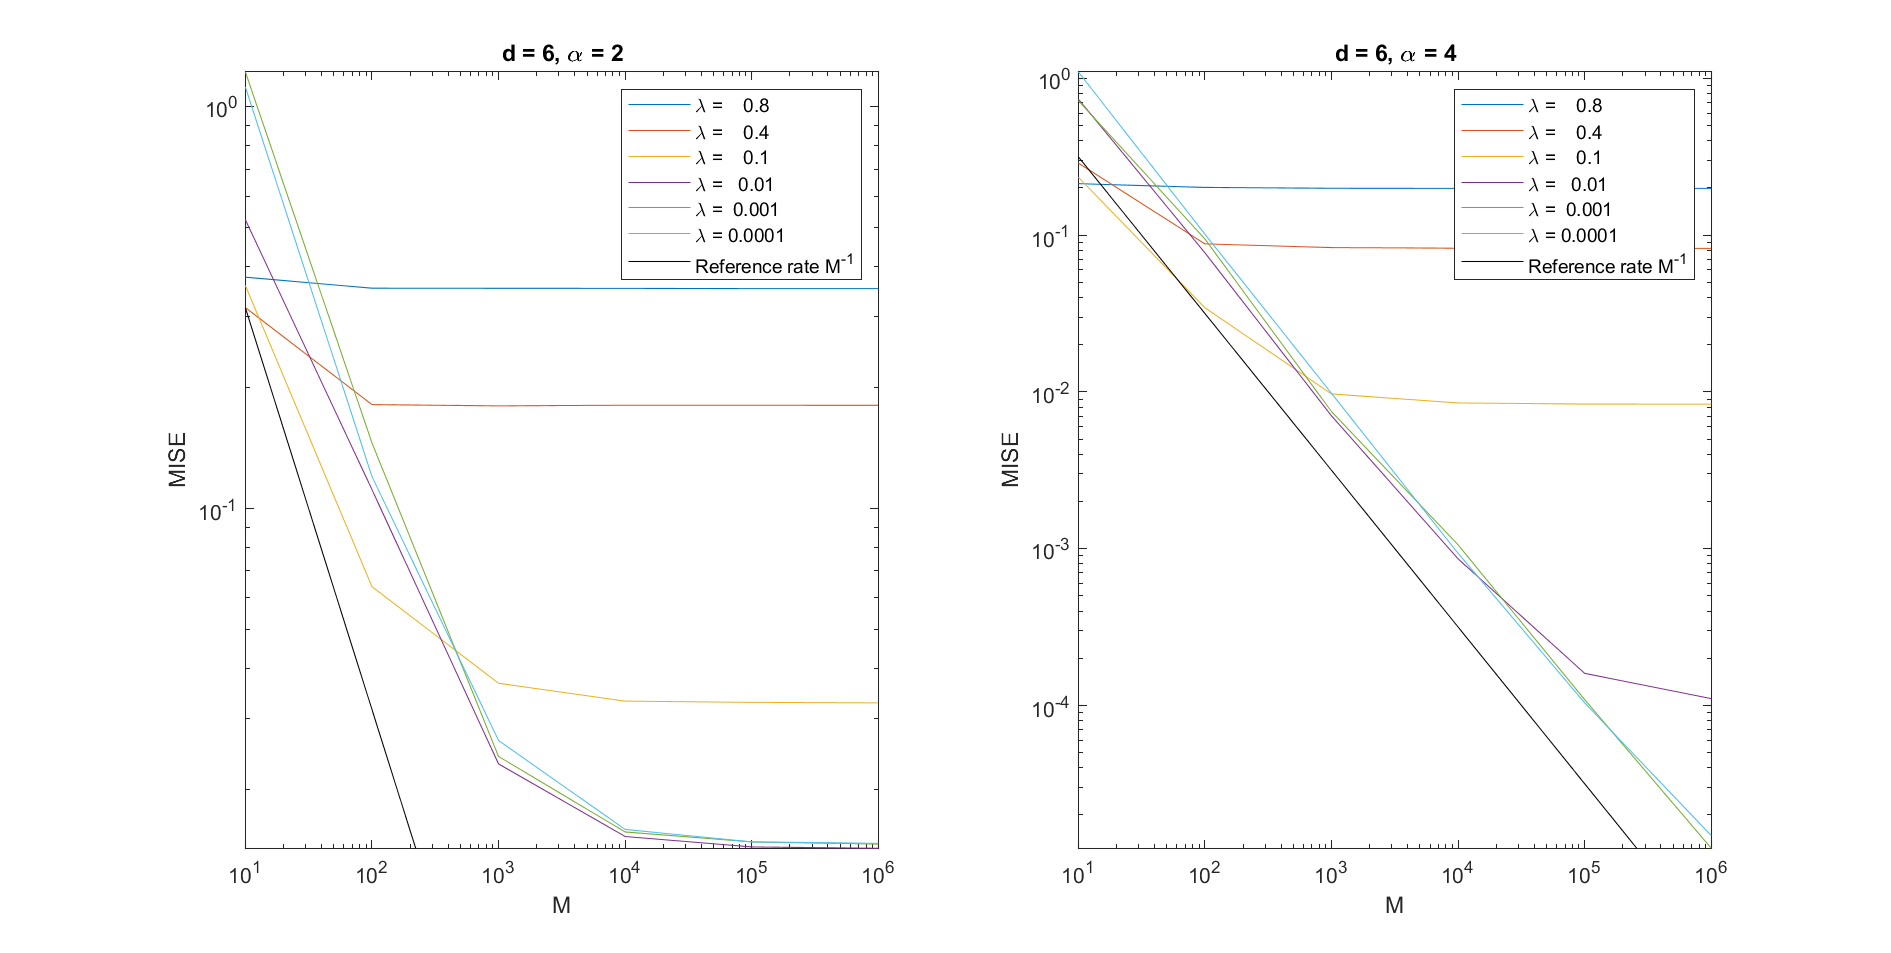 d = 6, α = 2
10^0
10^-1
MISE
λ = 0.8
λ = 0.4
λ = 0.1
λ = 0.01
λ = 0.001
λ = 0.0001
Reference rate M^-1
10^1 10^2 10^3 10^4 10^5 10^6
M
d = 6, α = 4
10^0
10^-1
10^-2
10^-3
10^-4
MISE
λ = 0.8
λ = 0.4
λ = 0.1
λ = 0.01
λ = 0.001
λ = 0.0001
Reference rate M^-1
10^1 10^2 10^3 10^4 10^5 10^6
M